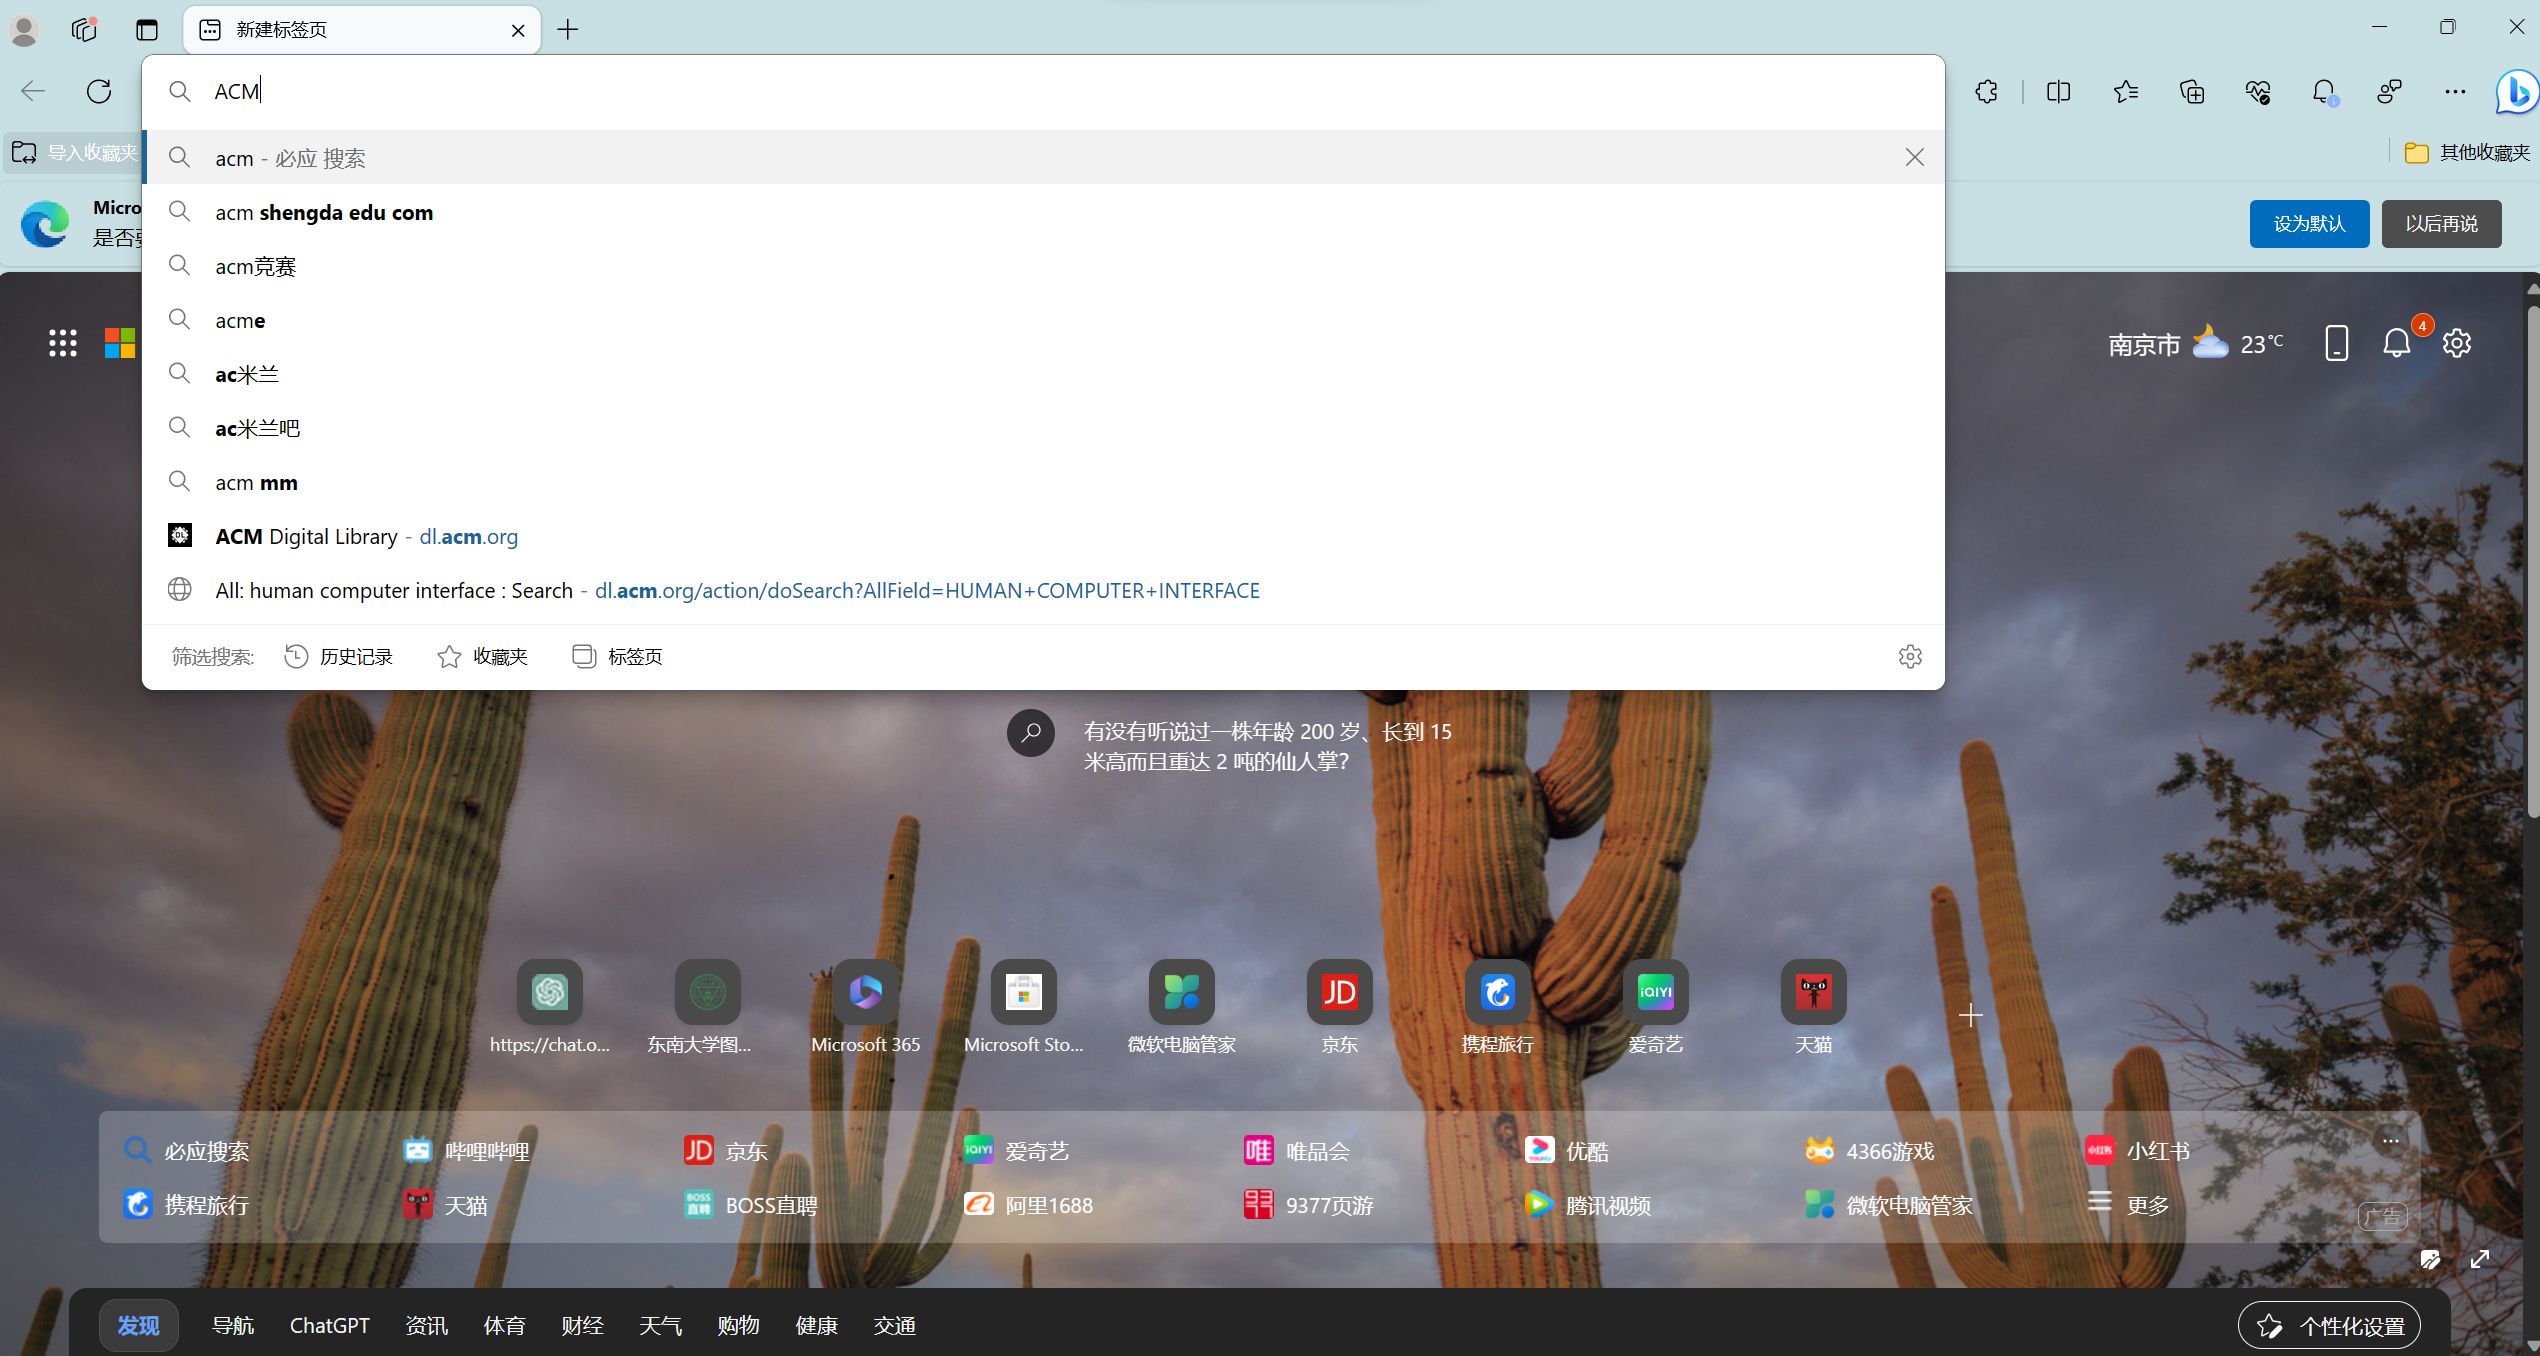 新建标签页
ACM
导入收藏夹
其他收藏夹
acm - 必应 搜索
Micro
是否
设为默认
以后再说
acm shengda edu com
acm竞赛
acme
ac米兰
ac米兰吧
acm mm
ACM Digital Library - dl.acm.org
All: human computer interface : Search - dl.acm.org/action/doSearch?AllField=HUMAN+COMPUTER+INTERFACE
筛选搜索: 历史记录 收藏夹 标签页
南京市 23°C
4
有没有听说过一株年龄 200 岁、长到 15
米高而且重达 2 吨的仙人掌?
https://chat.o... 东南大学图... Microsoft 365 Microsoft Sto... 微软电脑管家 京东 携程旅行 爱奇艺 天猫
必应搜索 哔哩哔哩 京东 爱奇艺 唯品会 优酷 4366游戏 小红书
携程旅行 天猫 BOSS直聘 阿里1688 9377页游 腾讯视频 微软电脑管家 更多
广告
发现 导航 ChatGPT 资讯 体育 财经 天气 购物 健康 交通
个性化设置